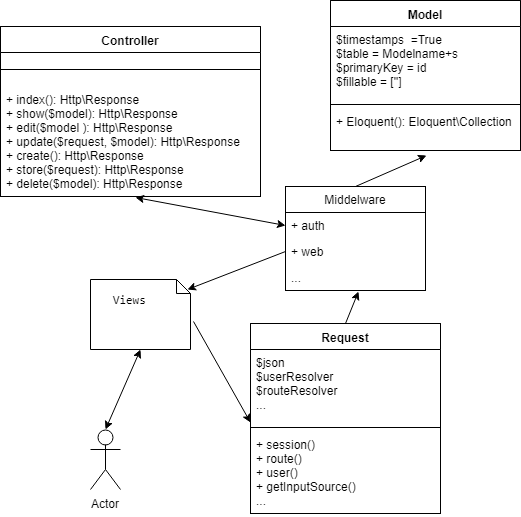 Controller
+ index(): Http\Response
+ show($model): Http\Response
+ edit($model ): Http\Response
+ update($request, $model): Http\Response
+ create(): Http\Response
+ store($request): Http\Response
+ delete($model): Http\Response
Model
$timestamps  =True
$table = Modelname+s
$primaryKey = id
$fillable = ['']
+ Eloquent(): Eloquent\Collection
Middelware
+ auth
+ web
...
Views
Request
$json
$userResolver
$routeResolver
...
+ session()
+ route()
+ user()
+ getInputSource()
...
Actor